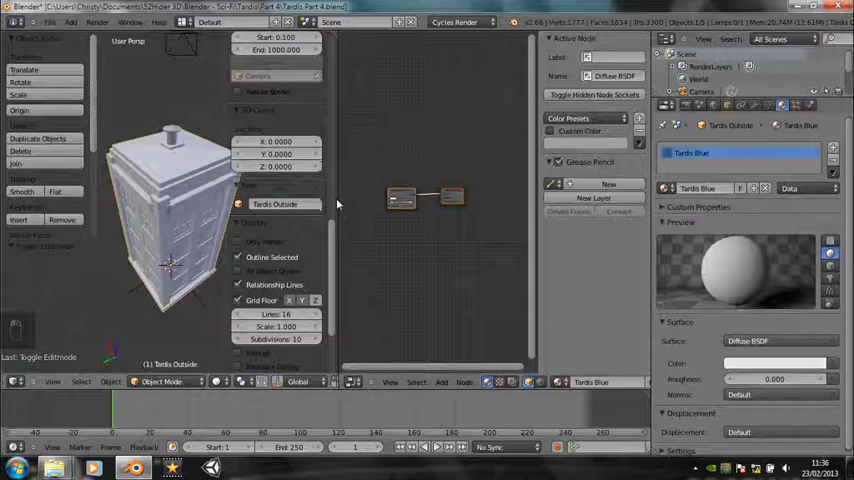 Blender* [C:\Users\Christy\Documents\52Hider 3D\Blender - Sci-Fi\Tardis\Part 4\Tardis Part 4.blend]
File Add Render Window Help Default Scene Cycles Render v2.66 | Verts:1777 | Faces:1634 | Tris:3300 | Objects:1/5 | Lamps:0/1 | Mem:20.74M (11.61M)
User Persp
Transform:
Translate
Rotate
Scale
Origin
Duplicate Objects
Delete
Join
Smooth Flat
Insert Remove
Toggle Editmode
Last: Toggle Editmode
(1) Tardis Outside
Start: 0.100
End: 1000.000
Camera
Render Border
3D Cursor
Location
X: 0.0000
Y: 0.0000
Z: 0.0000
Tardis Outside
Display
Only Render
Outline Selected
All Object Origins
Relationship Lines
Grid Floor X Y Z
Lines: 16
Scale: 1.000
Subdivisions: 10
View Select Object Object Mode Global
View Select Add Node Tardis Blue
Active Node
Label:
Name: Diffuse BSDF
Toggle Hidden Node Sockets
Color Presets
Custom Color
Grease Pencil
New
New Layer
Delete Frame Convert
View Search All Scenes
Scene
RenderLayers
World
Camera
Tardis Outside Tardis Blue
Tardis Blue
Tardis Blue F Data
Custom Properties
Preview
Surface
Surface: Diffuse BSDF
Color:
Roughness: 0.000
Normal: Default
Displacement
Displacement: Default
Settings
-40 -20 0 20 40 60 80 100 120 140 160 180 200 220 240 260
View Marker Frame Playback Start: 1 End: 250 1 No Sync
11:36
23/02/2013